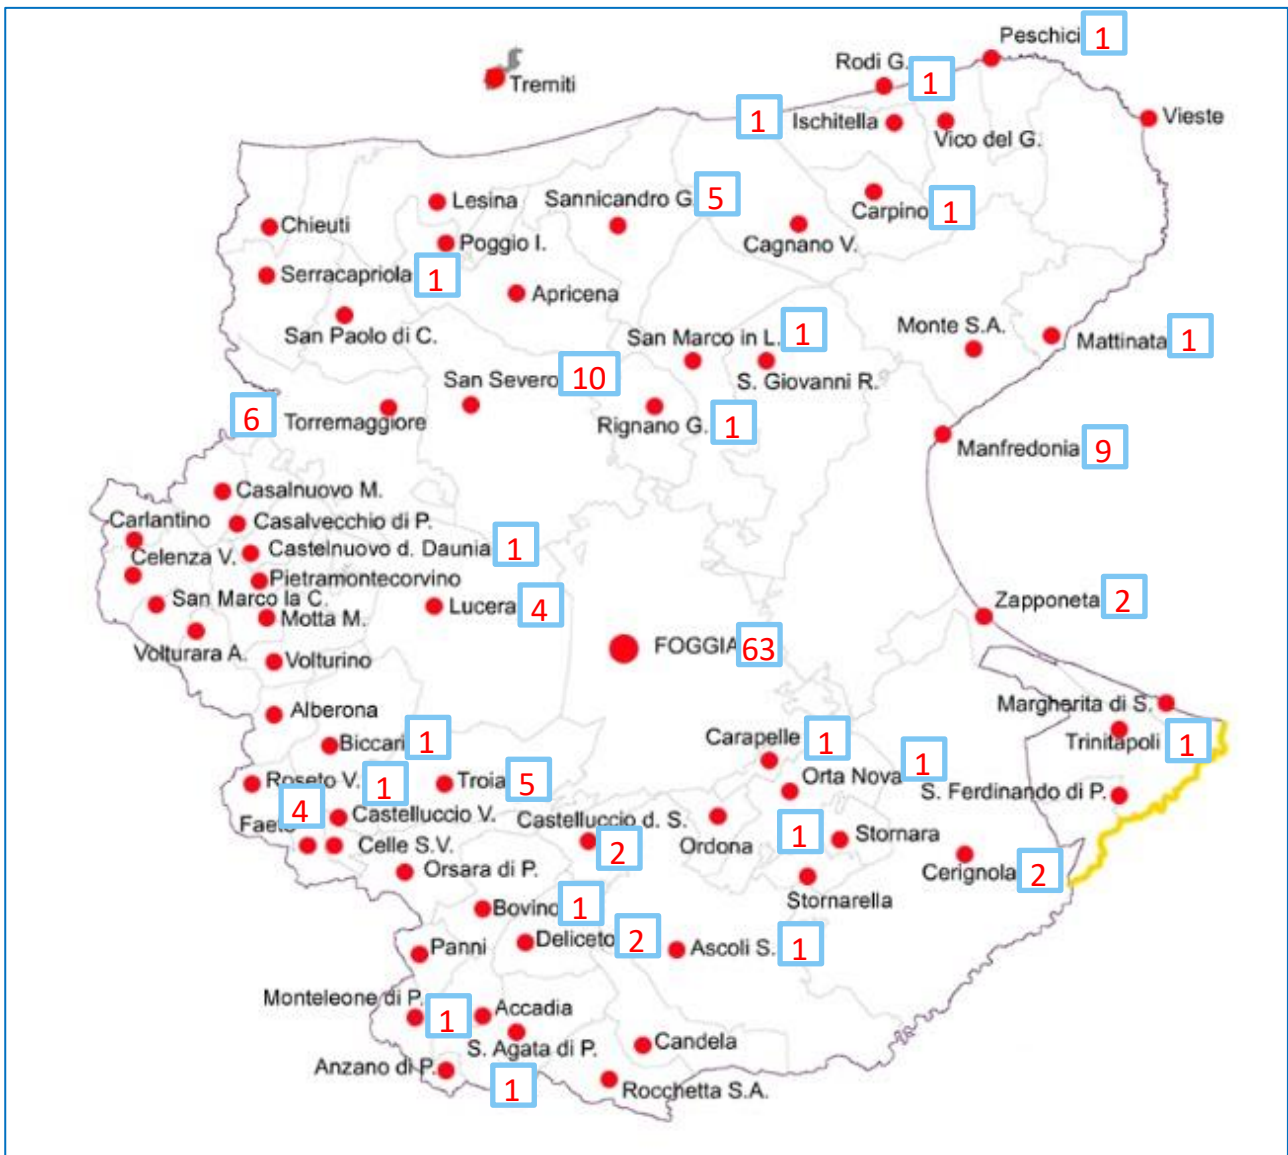 Peschici 1
Rodi G. 1
Tremiti
1
Ischitella
Vico del G.
Vieste
Lesina
Sannicandro G. 5
Carpino 1
Chieuti
Poggio I.
Cagnano V.
Serracapriola 1
Apricena
San Paolo di C.
San Marco in L. 1
Monte S.A.
Mattinata 1
San Severo 10
S. Giovanni R.
6
Torremaggiore
Rignano G. 1
Manfredonia 9
Casalnuovo M.
Carlantino
Casalvecchio di P.
Celenza V.
Castelnuovo d. Daunia 1
Pietramontecorvino
San Marco la C.
Lucera 4
Zapponeta 2
Motta M.
Volturara A.
Volturino
FOGGIA 63
Alberona
Margherita di S.
Biccari 1
Carapelle 1
Trinitapoli 1
Roseto V. 1
Troia 5
Orta Nova 1
S. Ferdinando di P.
4
Castelluccio V.
Faeto
Castelluccio d. S.
2
Ordona
1
Stornara
Celle S.V.
Orsara di P.
Cerignola 2
Stornarella
Bovino 1
Panni
Deliceto 2
Ascoli S. 1
Monteleone di P.
1
Accadia
S. Agata di P.
Candela
Anzano di P.
1
Rocchetta S.A.